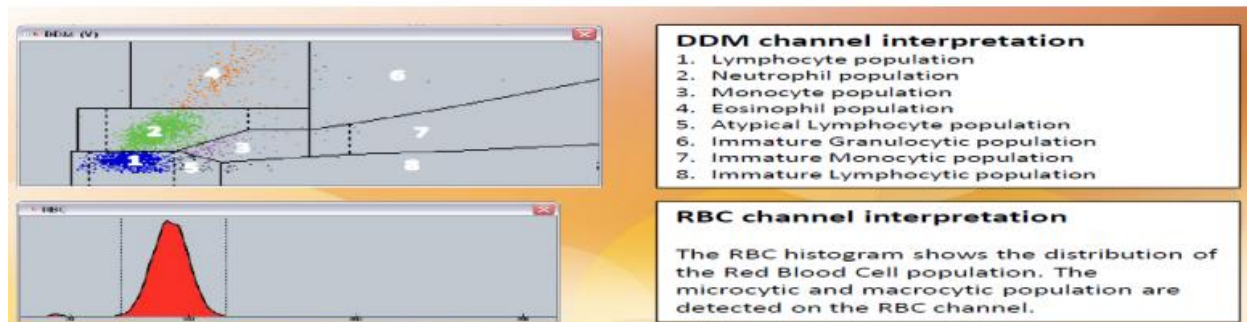 DDM (V)
4
6
2
7
3
1
5
8
RBC
DDM channel interpretation
1. Lymphocyte population
2. Neutrophil population
3. Monocyte population
4. Eosinophil population
5. Atypical Lymphocyte population
6. Immature Granulocytic population
7. Immature Monocytic population
8. Immature Lymphocytic population
RBC channel interpretation
The RBC histogram shows the distribution of
the Red Blood Cell population. The
microcytic and macrocytic population are
detected on the RBC channel.